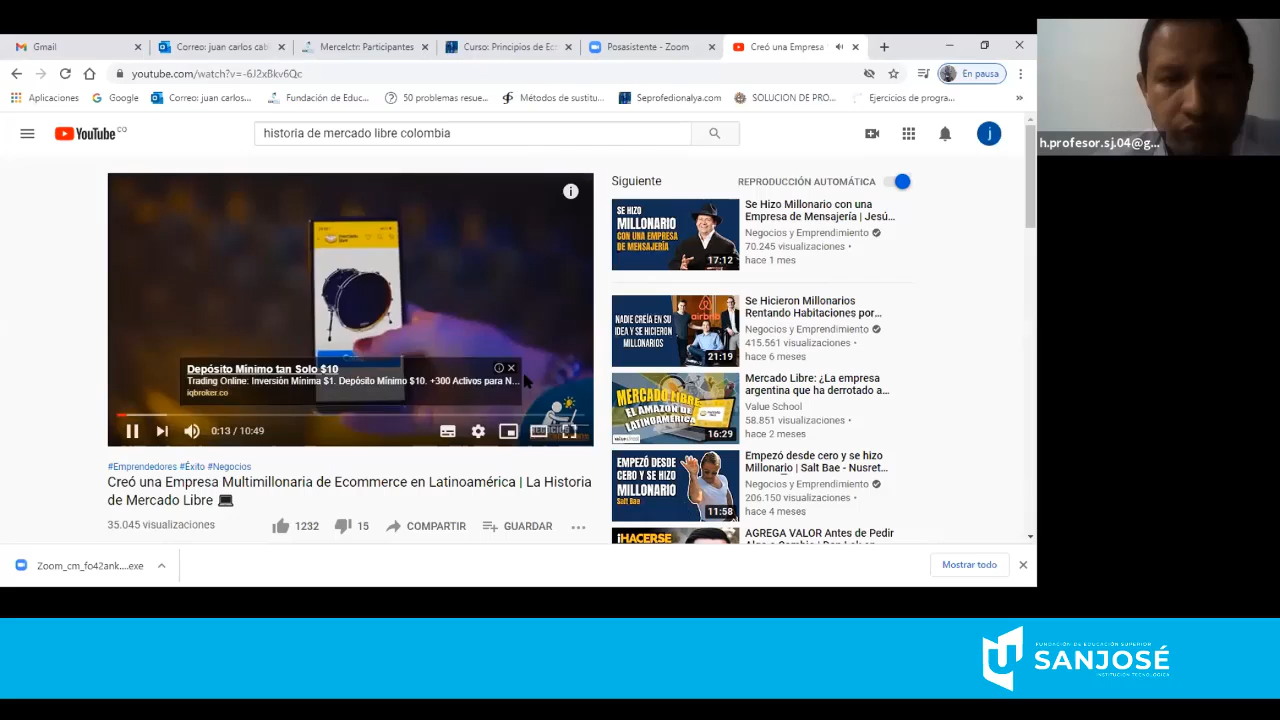 Gmail
Correo: juan carlos cab
Mercelctr: Participantes
Curso: Principios de Ec
Posasistente - Zoom
Creó una Empresa
youtube.com/watch?v=-6J2xBkv6Qc
En pausa
Aplicaciones
Google
Correo: juan carlos...
Fundación de Educ...
50 problemas resue...
Métodos de sustitu...
Seprofedionalya.com
SOLUCION DE PRO...
Ejercicios de progra...
YouTube CO
historia de mercado libre colombia
j
h.profesor.sj.04@g...
Depósito Mínimo tan Solo $10
Trading Online: Inversión Mínima $1. Depósito Mínimo $10. +300 Activos para N...
iqbroker.co
0:13 / 10:49
#Emprendedores #Éxito #Negocios
Creó una Empresa Multimillonaria de Ecommerce en Latinoamérica | La Historia
de Mercado Libre
35.045 visualizaciones
1232
15
COMPARTIR
GUARDAR
Siguiente
REPRODUCCIÓN AUTOMÁTICA
SE HIZO
MILLONARIO
CON UNA EMPRESA
DE MENSAJERÍA
17:12
Se Hizo Millonario con una
Empresa de Mensajería | Jesú...
Negocios y Emprendimiento
70.245 visualizaciones •
hace 1 mes
NADIE CREÍA EN SU
IDEA Y SE HICIERON
MILLONARIOS
airbnb
21:19
Se Hicieron Millonarios
Rentando Habitaciones por...
Negocios y Emprendimiento
415.561 visualizaciones •
hace 6 meses
MERCADO LIBRE:
EL AMAZON DE
LATINOAMÉRICA
16:29
Mercado Libre: ¿La empresa
argentina que ha derrotado a...
Value School
58.851 visualizaciones •
hace 2 meses
EMPEZÓ DESDE
CERO Y SE HIZO
MILLONARIO
Salt Bae
11:58
Empezó desde cero y se hizo
Millonario | Salt Bae - Nusret...
Negocios y Emprendimiento
206.150 visualizaciones •
hace 4 meses
¡HACERSE
AGREGA VALOR Antes de Pedir
Zoom_cm_fo42ank....exe
Mostrar todo
FUNDACIÓN DE EDUCACIÓN SUPERIOR
SANJOSÉ
INSTITUCIÓN TECNOLÓGICA